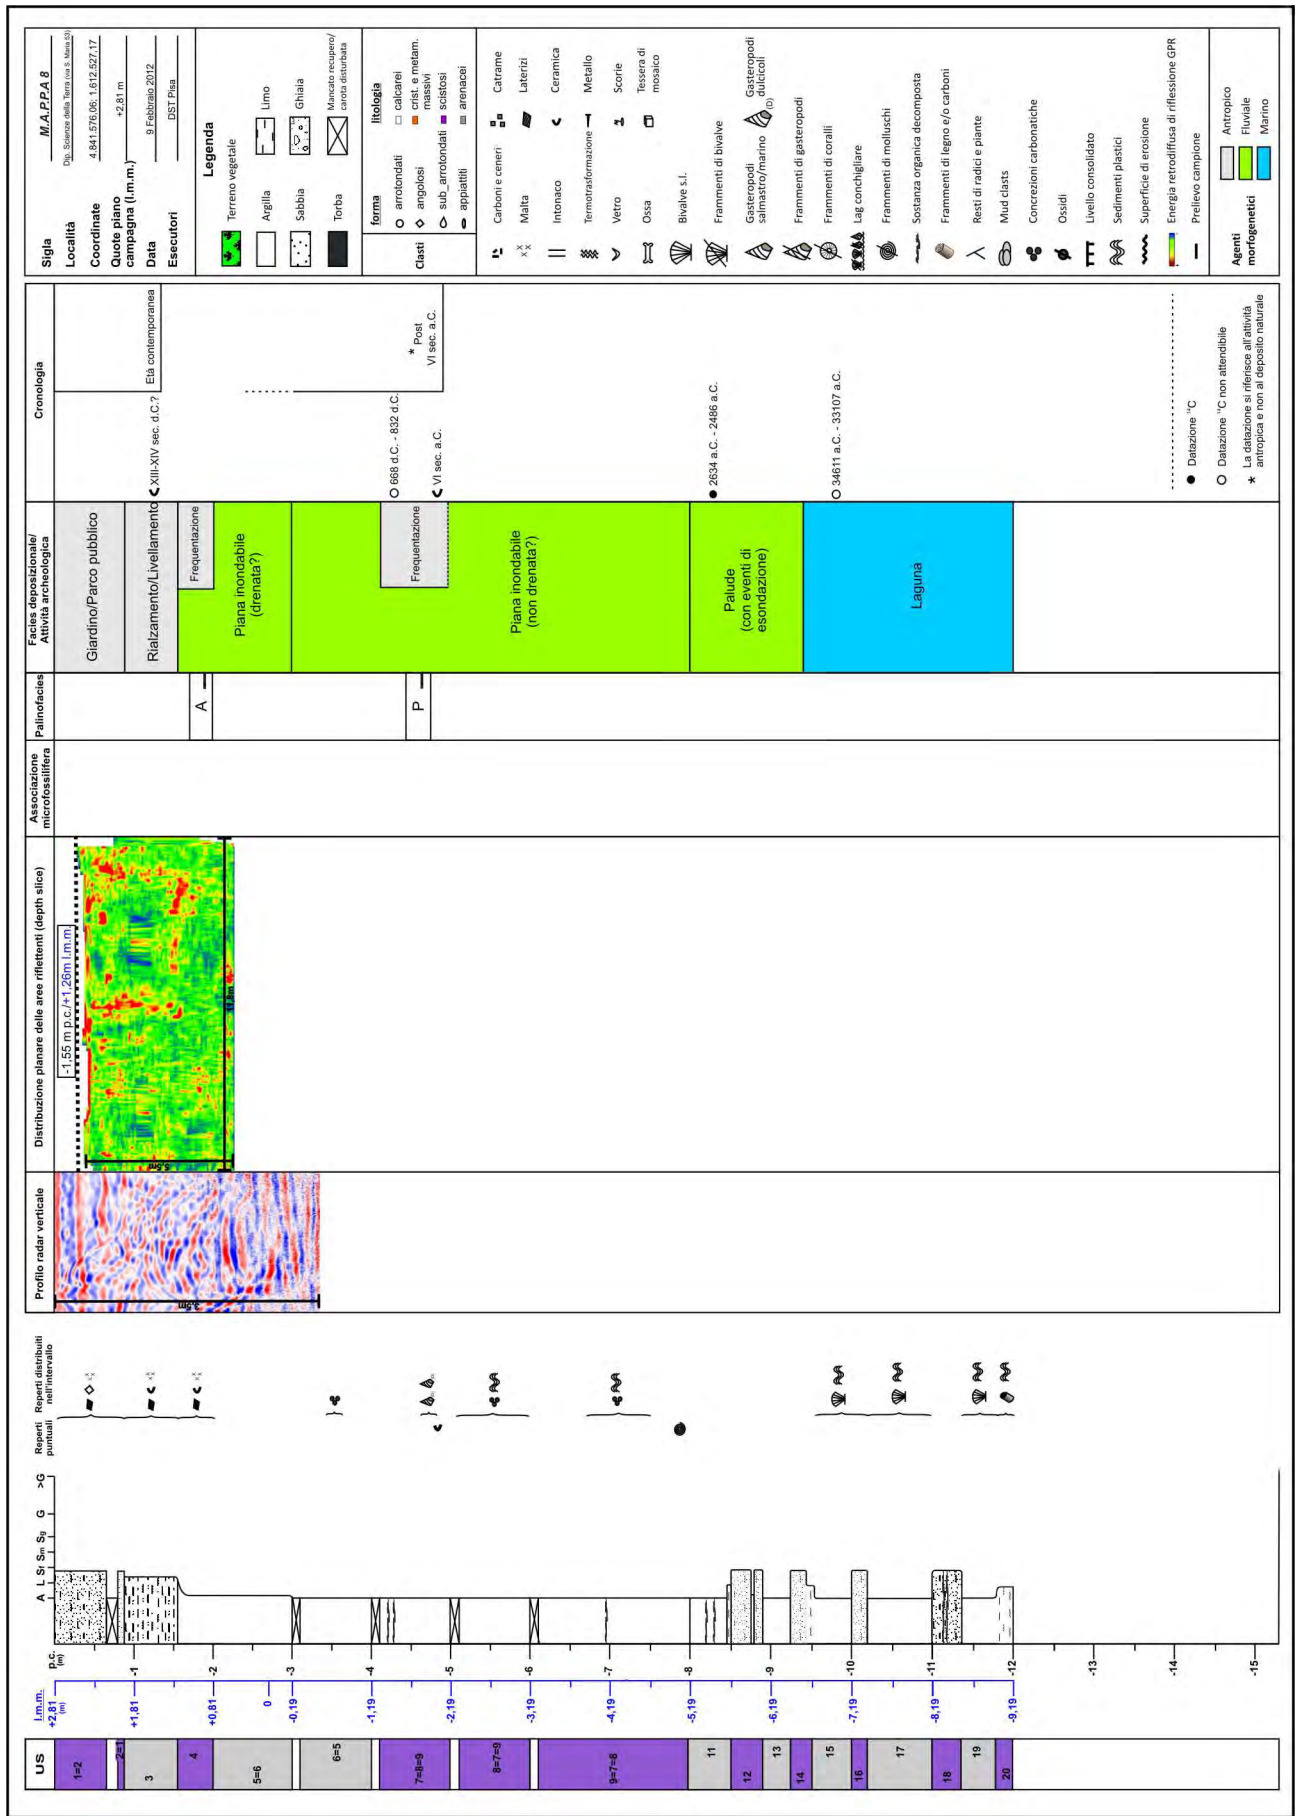 Sigla
M.A.P.P.A 8
Località
Dip. Scienze della Terra (via S. Maria 53)
Coordinate
4.841.576,06; 1.612.527,17
Quote piano
campagna (l.m.m.)
+2,81 m
Data
9 Febbraio 2012
Esecutori
DST Pisa
Legenda
Terreno vegetale
Argilla
Limo
Sabbia
Ghiaia
Torba
Mancato recupero/
carota disturbata
Clasti
forma
arrotondati
angolosi
sub_arrotondati
appiattiti
litologia
calcarei
crist. e metam.
massivi
scistosi
arenacei
Carboni e ceneri
Catrame
Malta
Laterizi
Intonaco
Ceramica
Termotrasformazione
Metallo
Vetro
Scorie
Ossa
Tessera di
mosaico
Bivalve s.l.
Frammenti di bivalve
Gasteropodi
salmastro/marino
Gasteropodi
dulcicoli
(D)
Frammenti di gasteropodi
Frammenti di coralli
Lag conchigliare
Frammenti di molluschi
Sostanza organica decomposta
Frammenti di legno e/o carboni
Resti di radici e piante
Mud clasts
Concrezioni carbonatiche
Ossidi
Livello consolidato
Sedimenti plastici
Superficie di erosione
Energia retrodiffusa di riflessione GPR
Prelievo campione
Agenti
morfogenetici
Antropico
Fluviale
Marino
Cronologia
Età contemporanea
XIII-XIV sec. d.C.?
* Post
VI sec. a.C.
668 d.C. - 832 d.C.
VI sec. a.C.
2634 a.C. - 2486 a.C.
34611 a.C. - 33107 a.C.
Datazione ¹⁴C
Datazione ¹⁴C non attendibile
* La datazione si riferisce all'attività
antropica e non al deposito naturale
Facies deposizionale/
Attività archeologica
Giardino/Parco pubblico
Rialzamento/Livellamento
Frequentazione
Piana inondabile
(drenata?)
Frequentazione
Piana inondabile
(non drenata?)
Palude
(con eventi di
esondazione)
Laguna
Palinofacies
A
P
Associazione
microfossilifera
Distribuzione planare delle aree riflettenti (depth slice)
-1,55 m p.c./+1,26m l.m.m.
5,5m
Profilo radar verticale
3,5m
Reperti distribuiti
nell'intervallo
Reperti
puntuali
A L Sf Sm Sg G >G
p.c.
(m)
-1
-2
-3
-4
-5
-6
-7
-8
-9
-10
-11
-12
-13
-14
-15
l.m.m.
+2,81
(m)
+1,81
+0,81
0
-0,19
-1,19
-2,19
-3,19
-4,19
-5,19
-6,19
-7,19
-8,19
-9,19
US
1=2
2=1
3
4
5=6
6=5
7=8=9
8=7=9
9=7=8
11
12
13
14
15
16
17
18
19
20